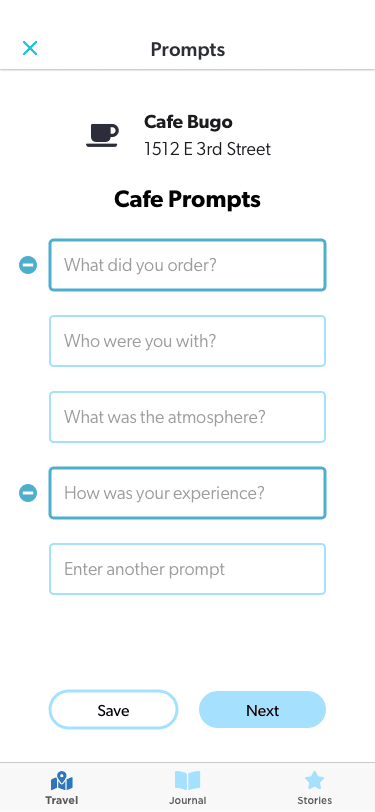 Prompts
Cafe Bugo
1512 E 3rd Street
Cafe Prompts
What did you order?
Who were you with?
What was the atmosphere?
How was your experience?
Enter another prompt
Save
Next
Travel
Journal
Stories